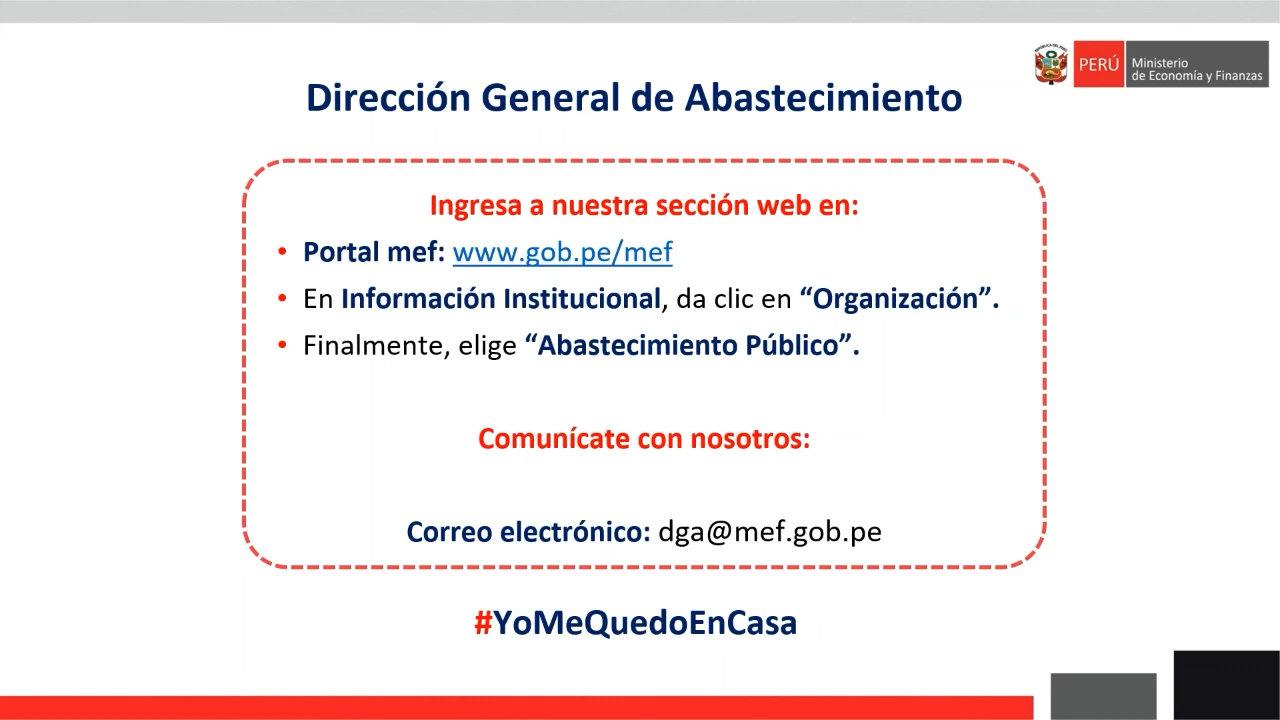 PERÚ
Ministerio
de Economía y Finanzas
Dirección General de Abastecimiento
Ingresa a nuestra sección web en:
• Portal mef: www.gob.pe/mef
• En Información Institucional, da clic en “Organización”.
• Finalmente, elige “Abastecimiento Público”.
Comunícate con nosotros:
Correo electrónico: dga@mef.gob.pe
#YoMeQuedoEnCasa